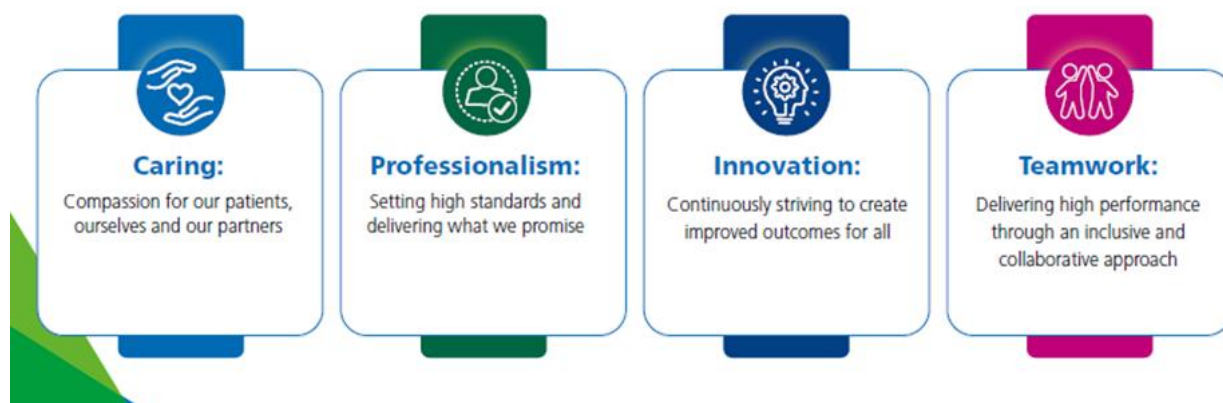 Caring:
Compassion for our patients,
ourselves and our partners
Professionalism:
Setting high standards and
delivering what we promise
Innovation:
Continuously striving to create
improved outcomes for all
Teamwork:
Delivering high performance
through an inclusive and
collaborative approach